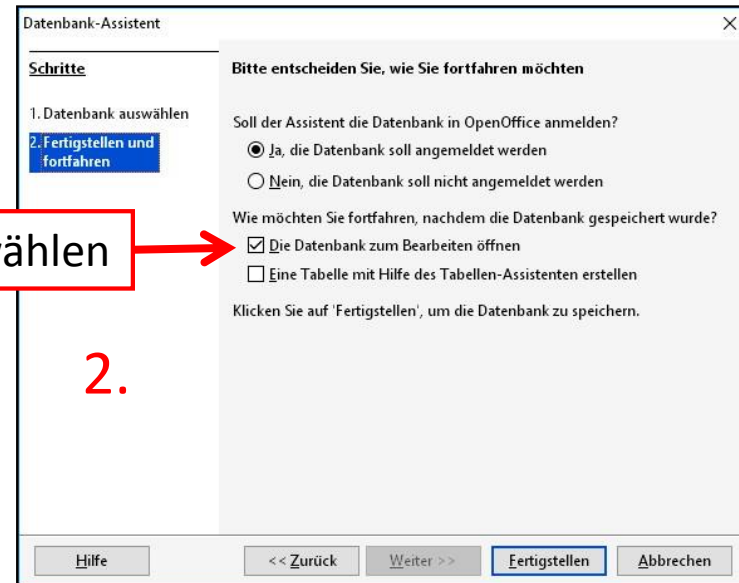 Datenbank-Assistent
Schritte
1. Datenbank auswählen
2. Fertigstellen und
fortfahren
Bitte entscheiden Sie, wie Sie fortfahren möchten
Soll der Assistent die Datenbank in OpenOffice anmelden?
Ja, die Datenbank soll angemeldet werden
Nein, die Datenbank soll nicht angemeldet werden
Wie möchten Sie fortfahren, nachdem die Datenbank gespeichert wurde?
ählen
Die Datenbank zum Bearbeiten öffnen
Eine Tabelle mit Hilfe des Tabellen-Assistenten erstellen
Klicken Sie auf 'Fertigstellen', um die Datenbank zu speichern.
2.
Hilfe
<< Zurück
Weiter >>
Fertigstellen
Abbrechen